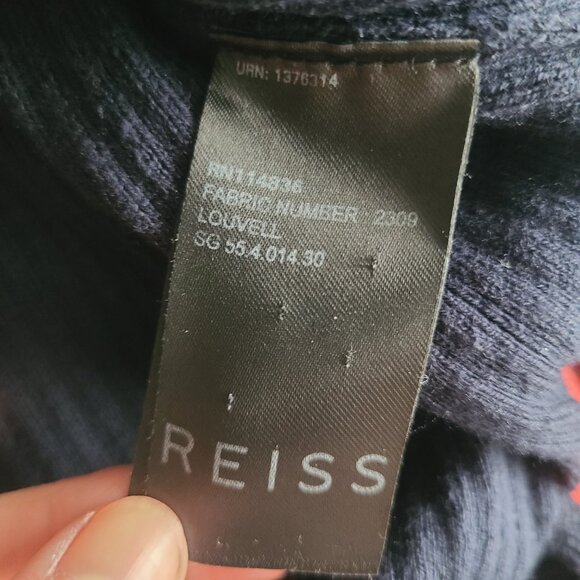 URN: 1376314
RN114836
FABRIC NUMBER 2309
LOUVELL
SG 55.4.014.30
REISS